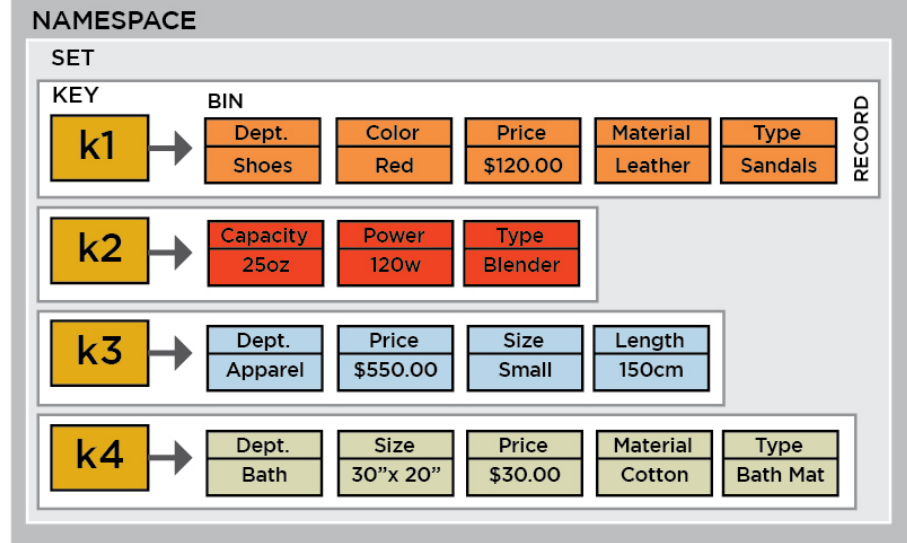 NAMESPACE
SET
KEY
BIN
k1
Dept. Color Price Material Type
Shoes Red $120.00 Leather Sandals
RECORD
k2
Capacity Power Type
25oz 120w Blender
k3
Dept. Price Size Length
Apparel $550.00 Small 150cm
k4
Dept. Size Price Material Type
Bath 30”x 20” $30.00 Cotton Bath Mat